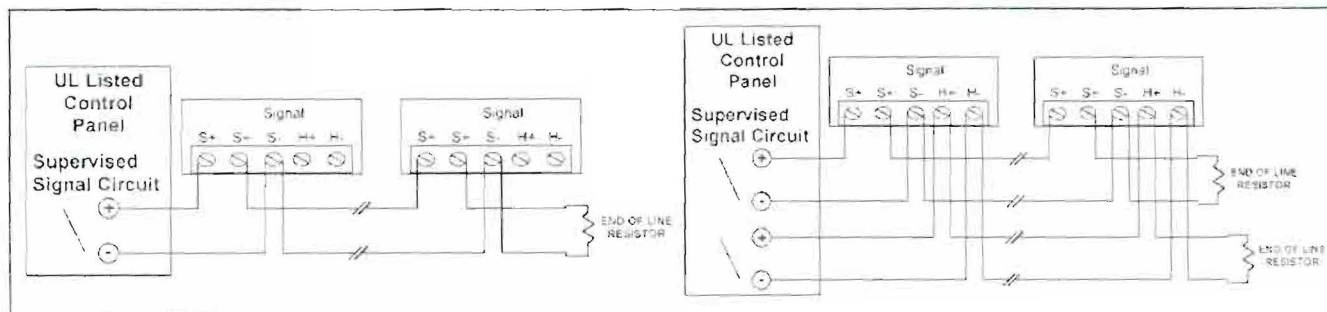 UL Listed
Control
Panel
Supervised
Signal Circuit
+
-
Signal
S+ S+ S- H+ H-
Signal
S+ S+ S- H+ H-
END OF LINE
RESISTOR
UL Listed
Control
Panel
Supervised
Signal Circuit
+
-
+
-
Signal
S+ S+ S- H+ H-
Signal
S+ S+ S- H+ H-
END OF LINE
RESISTOR
END OF LINE
RESISTOR